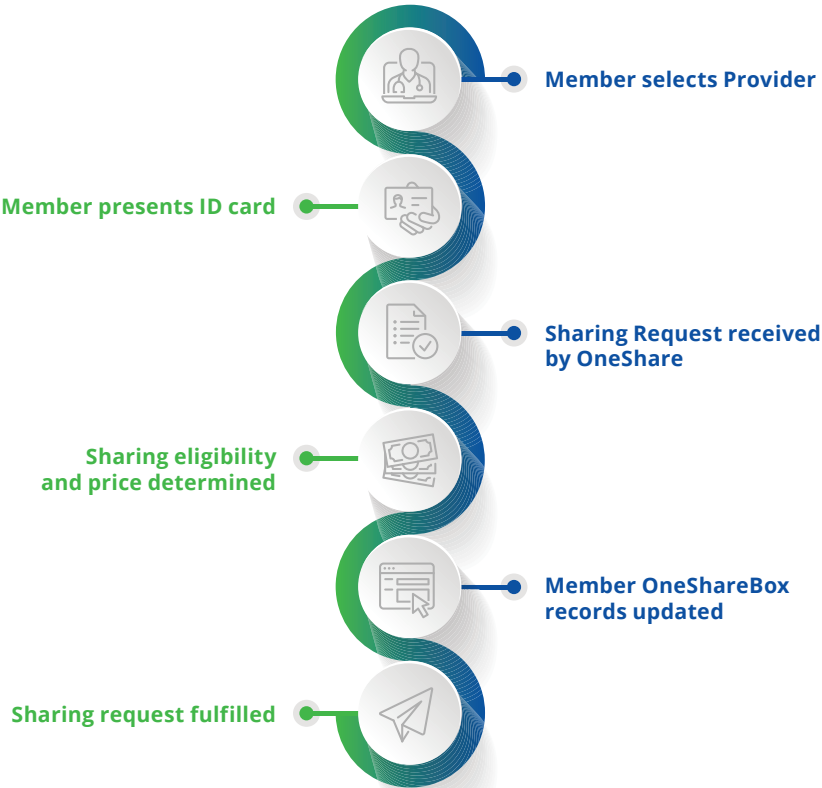 Member selects Provider
Member presents ID card
Sharing Request received
by OneShare
Sharing eligibility
and price determined
Member OneShareBox
records updated
Sharing request fulfilled